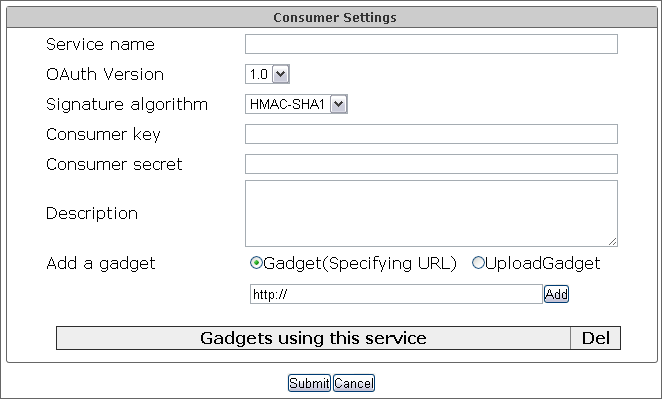 Consumer Settings
Service name
OAuth Version 1.0
Signature algorithm HMAC-SHA1
Consumer key
Consumer secret
Description
Add a gadget Gadget(Specifying URL) UploadGadget
http:// Add
Gadgets using this service Del
Submit Cancel